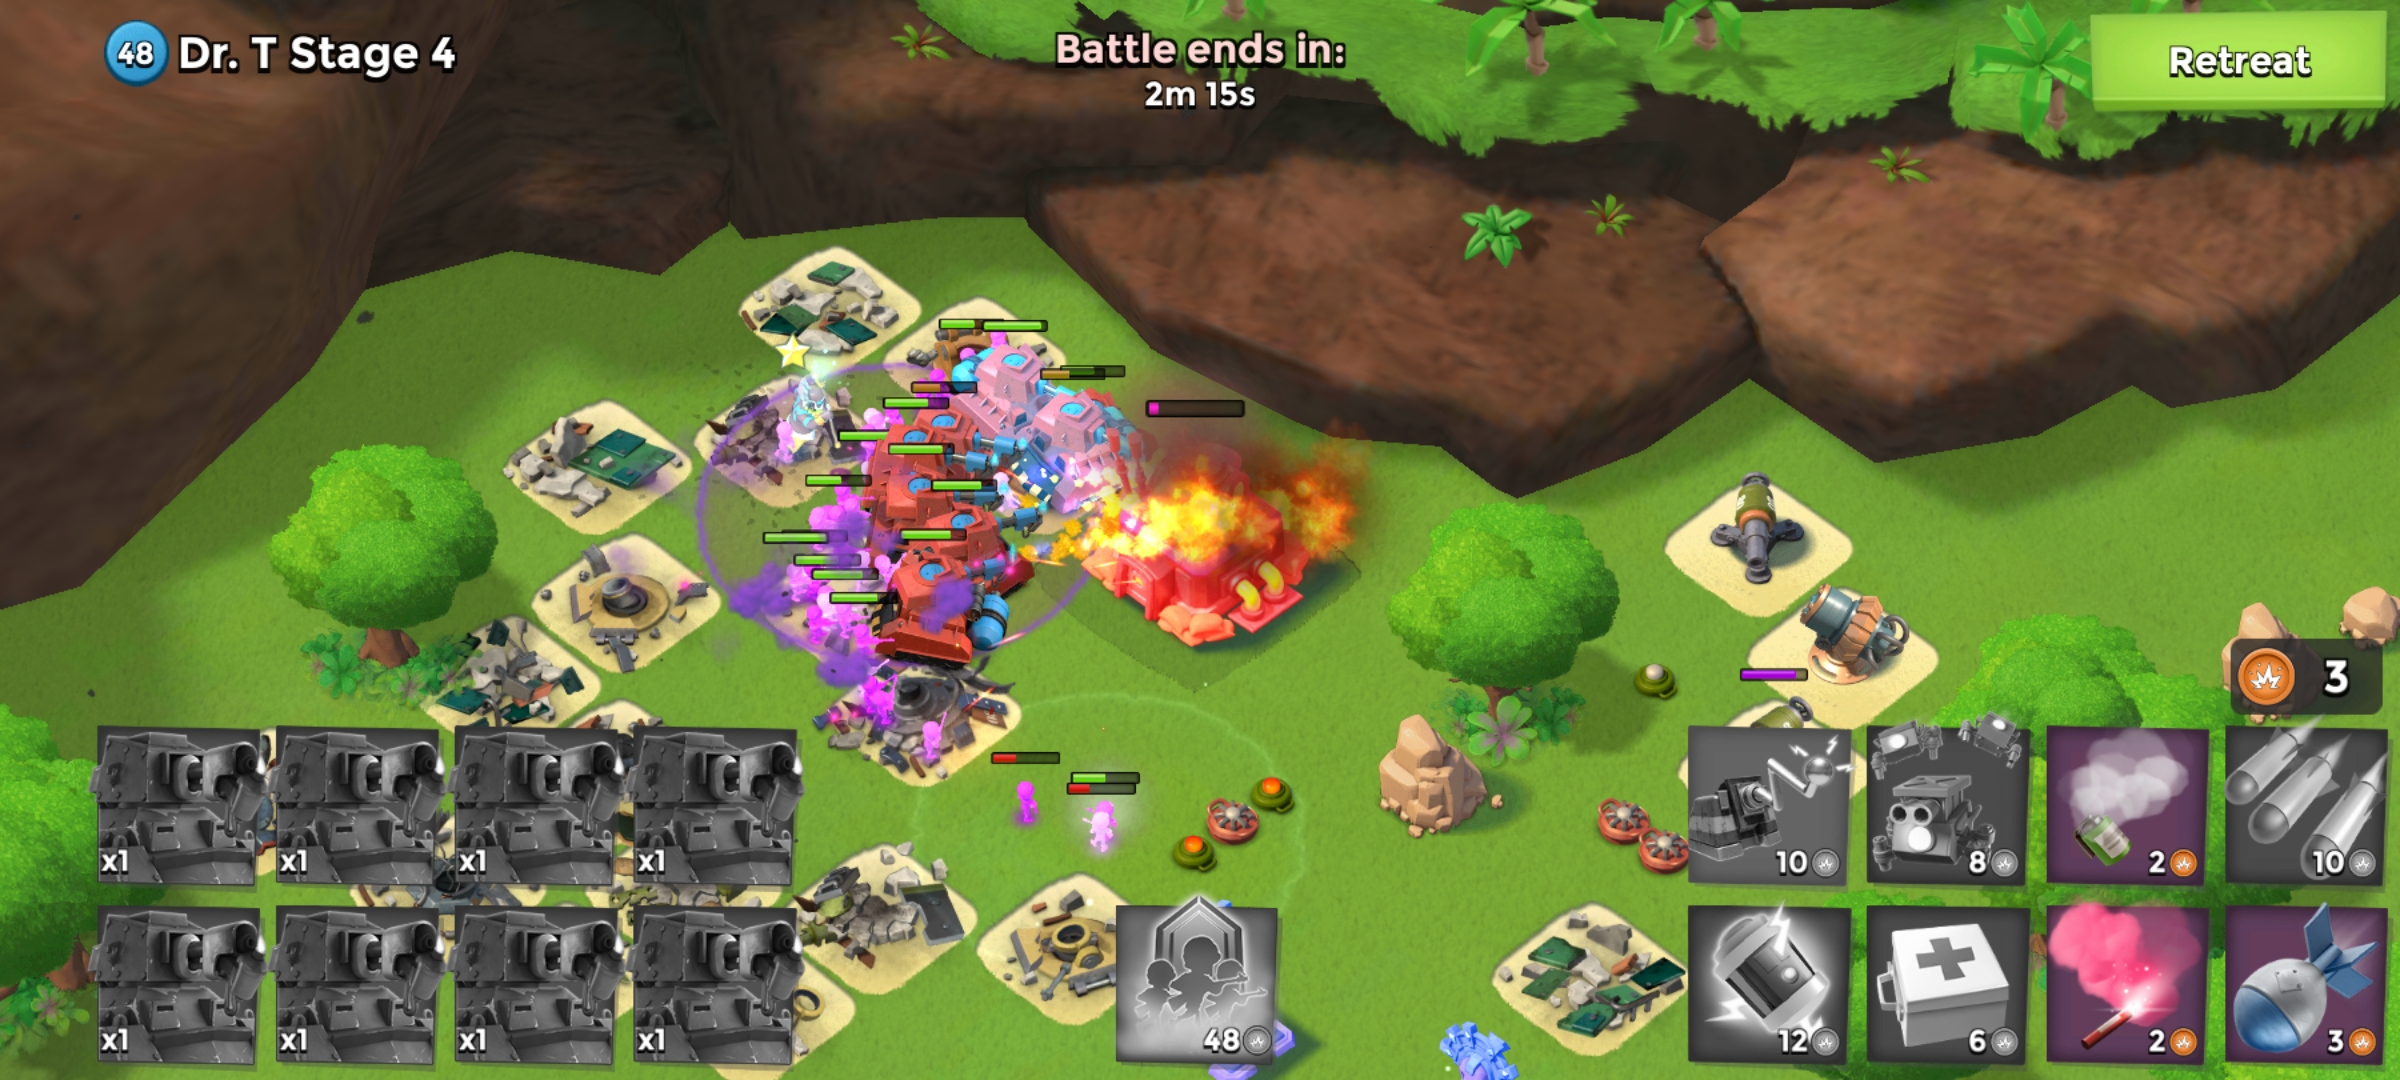 48 Dr. T Stage 4
Battle ends in:
2m 15s
Retreat
3
x1 x1 x1 x1
10 8 2 10
x1 x1 x1 x1
48
12 6 2 3